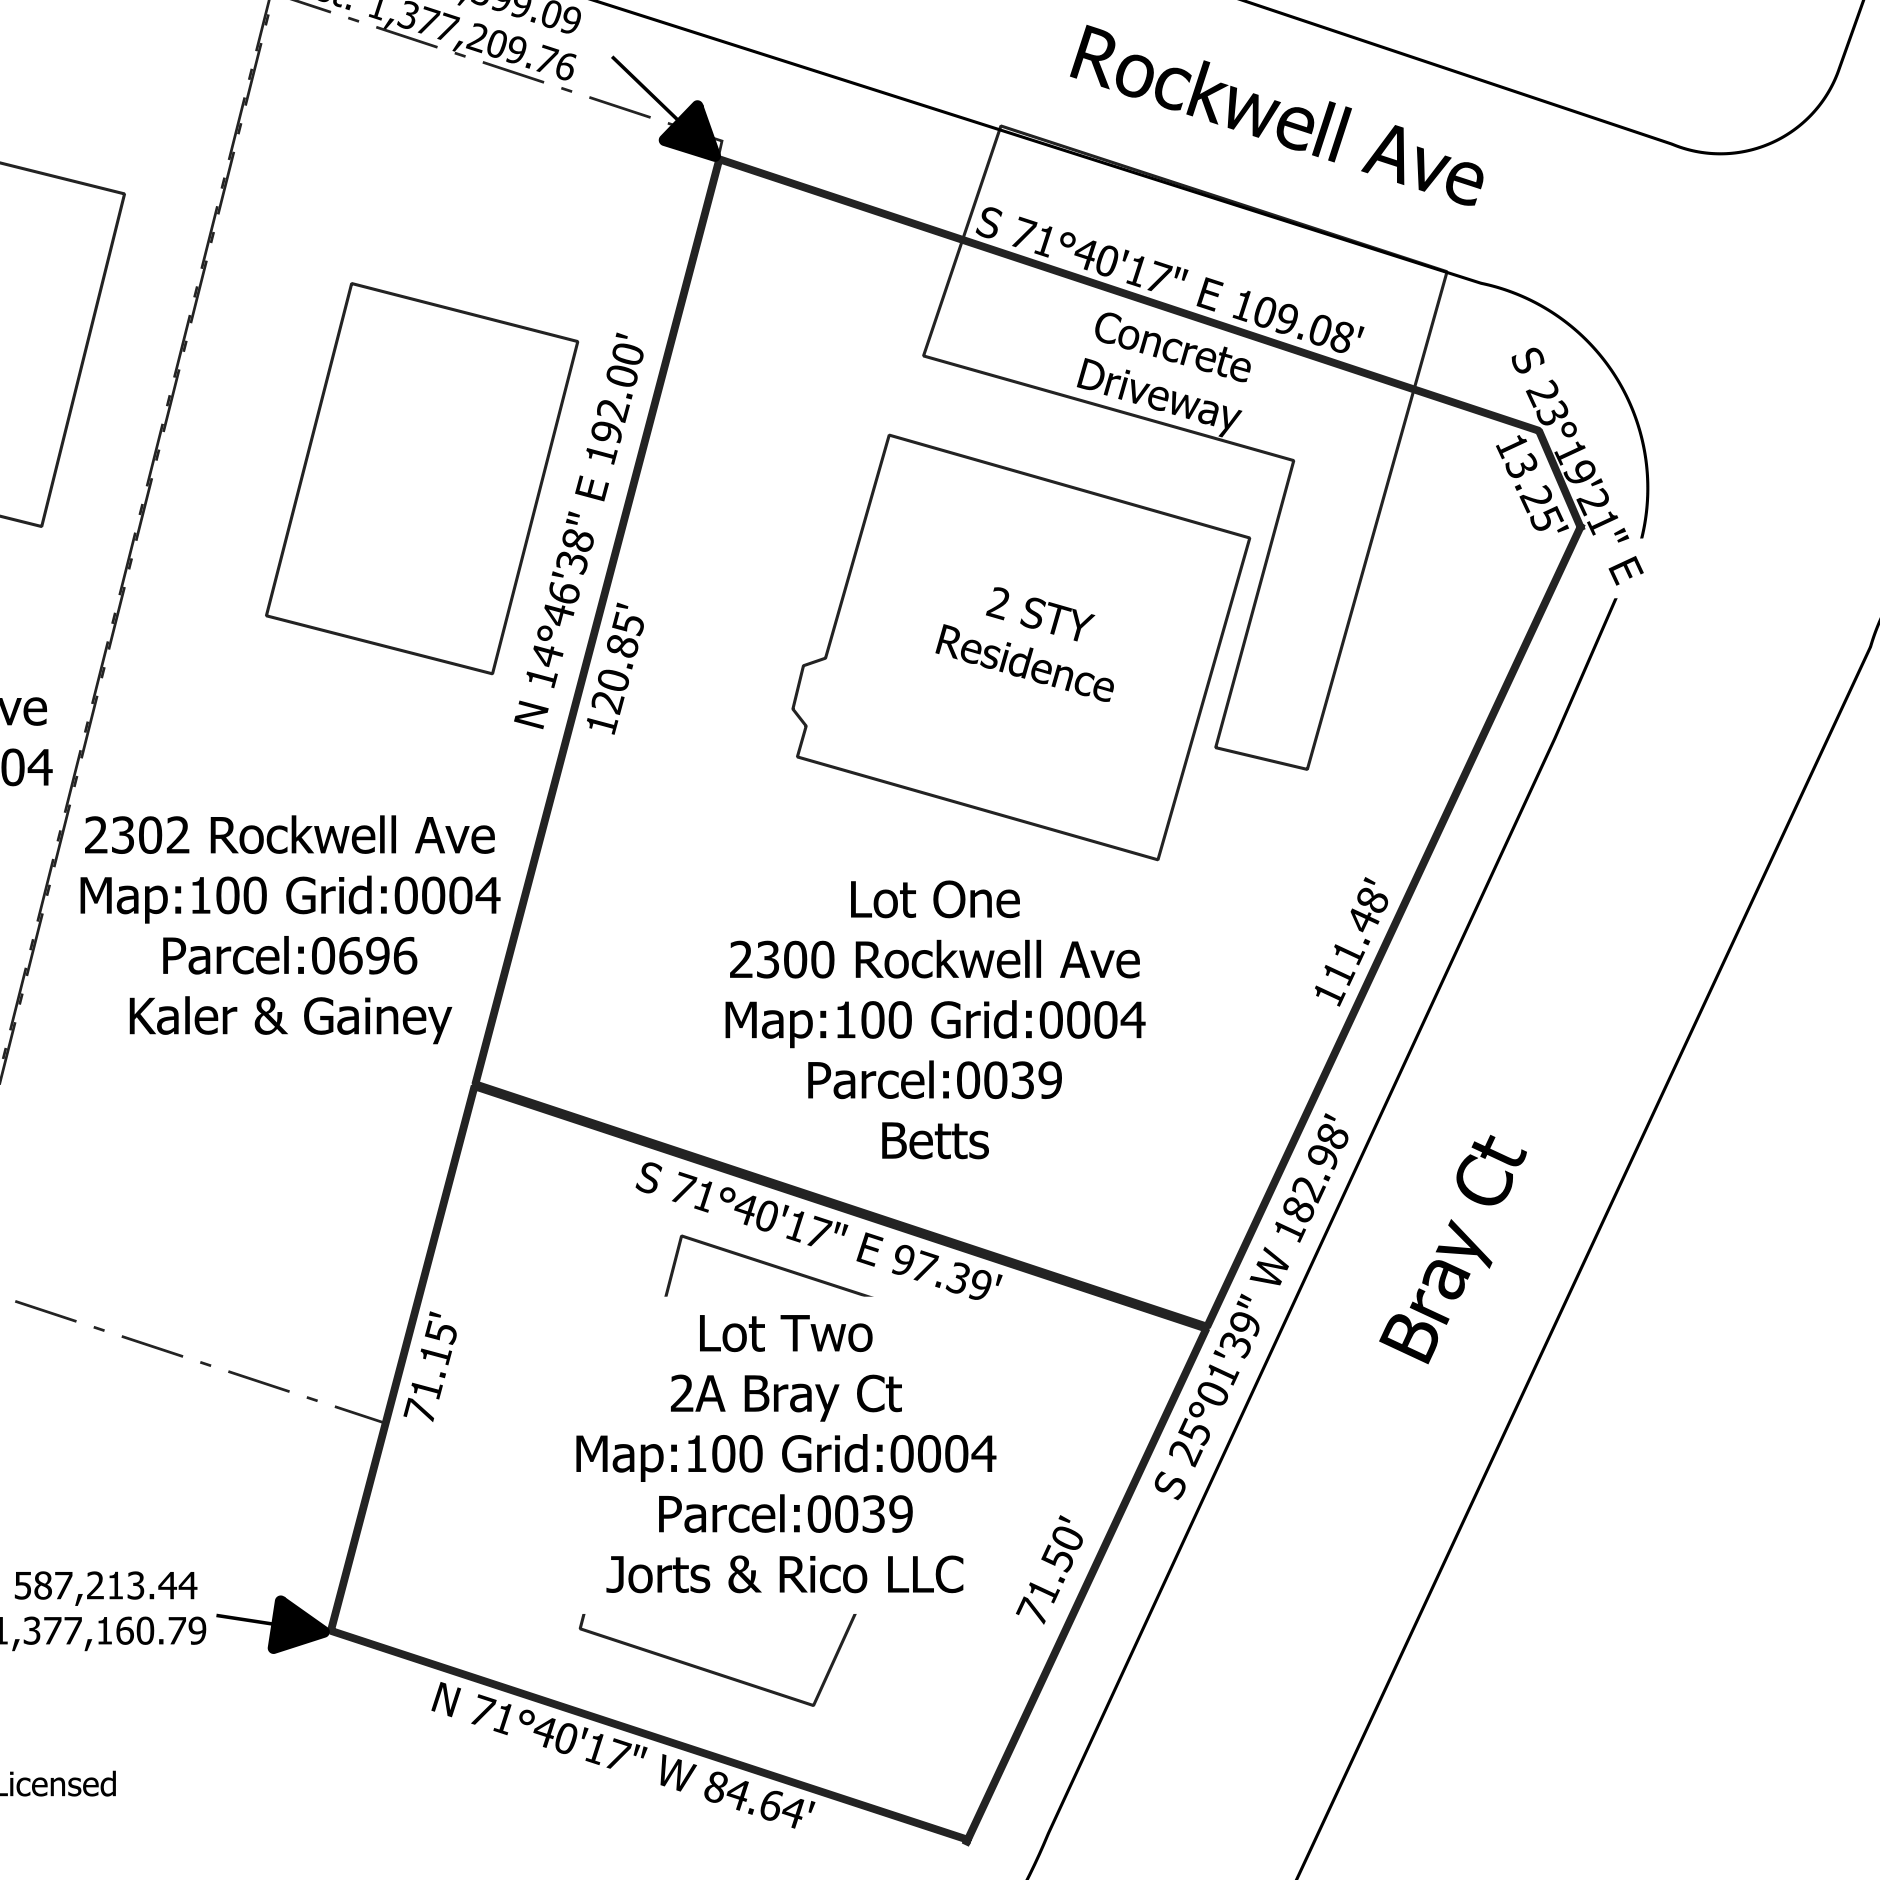 ,399.09
1,377,209.76
Rockwell Ave
S 71°40'17" E 109.08'
Concrete
Driveway
S 23°19'21" E
13.25'
N 14°46'38" E 192.00'
120.85'
2 STY
Residence
ve
04
2302 Rockwell Ave
Map:100 Grid:0004
Parcel:0696
Kaler & Gainey
Lot One
2300 Rockwell Ave
Map:100 Grid:0004
Parcel:0039
Betts
111.48'
S 25°01'39" W 182.98'
Bray Ct
S 71°40'17" E 97.39'
71.15'
Lot Two
2A Bray Ct
Map:100 Grid:0004
Parcel:0039
Jorts & Rico LLC
71.50'
587,213.44
1,377,160.79
N 71°40'17" W 84.64'
Licensed